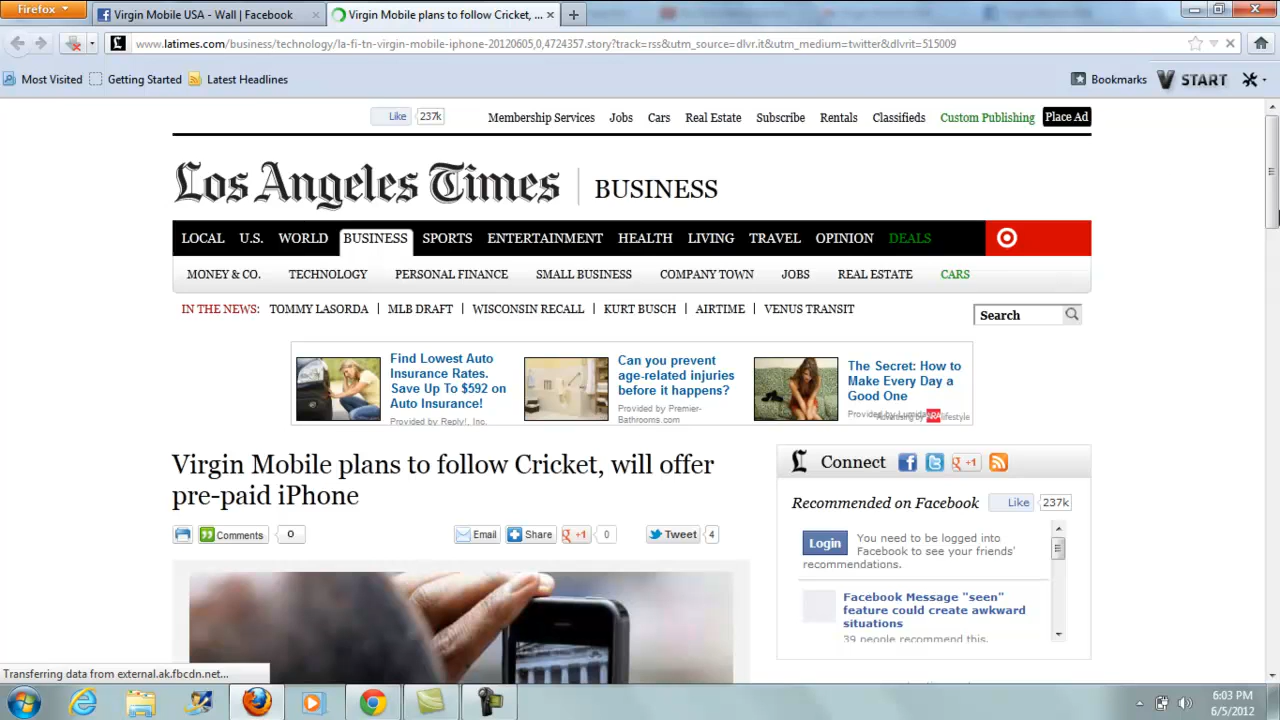 Firefox
Virgin Mobile USA - Wall | Facebook
Virgin Mobile plans to follow Cricket, ...
www.latimes.com/business/technology/la-fi-tn-virgin-mobile-iphone-20120605,0,4724357.story?track=rss&utm_source=dlvr.it&utm_medium=twitter&dlvrit=515009
Most Visited Getting Started Latest Headlines Bookmarks START
Like 237k Membership Services Jobs Cars Real Estate Subscribe Rentals Classifieds Custom Publishing Place Ad
Los Angeles Times BUSINESS
LOCAL U.S. WORLD BUSINESS SPORTS ENTERTAINMENT HEALTH LIVING TRAVEL OPINION DEALS
MONEY & CO. TECHNOLOGY PERSONAL FINANCE SMALL BUSINESS COMPANY TOWN JOBS REAL ESTATE CARS
IN THE NEWS: TOMMY LASORDA | MLB DRAFT | WISCONSIN RECALL | KURT BUSCH | AIRTIME | VENUS TRANSIT
Search
Find Lowest Auto
Insurance Rates.
Save Up To $592 on
Auto Insurance!
Provided by Reply!, Inc.
Can you prevent
age-related injuries
before it happens?
Provided by Premier-
Bathrooms.com
The Secret: How to
Make Every Day a
Good One
Provided by
Advertising by ARAlifestyle
Virgin Mobile plans to follow Cricket, will offer
pre-paid iPhone
Comments 0 Email Share +1 0 Tweet 4
Connect +1
Recommended on Facebook Like 237k
Login You need to be logged into
Facebook to see your friends'
recommendations.
Facebook Message "seen"
feature could create awkward
situations
39 people recommend this.
Transferring data from external.ak.fbcdn.net...
6:03 PM
6/5/2012